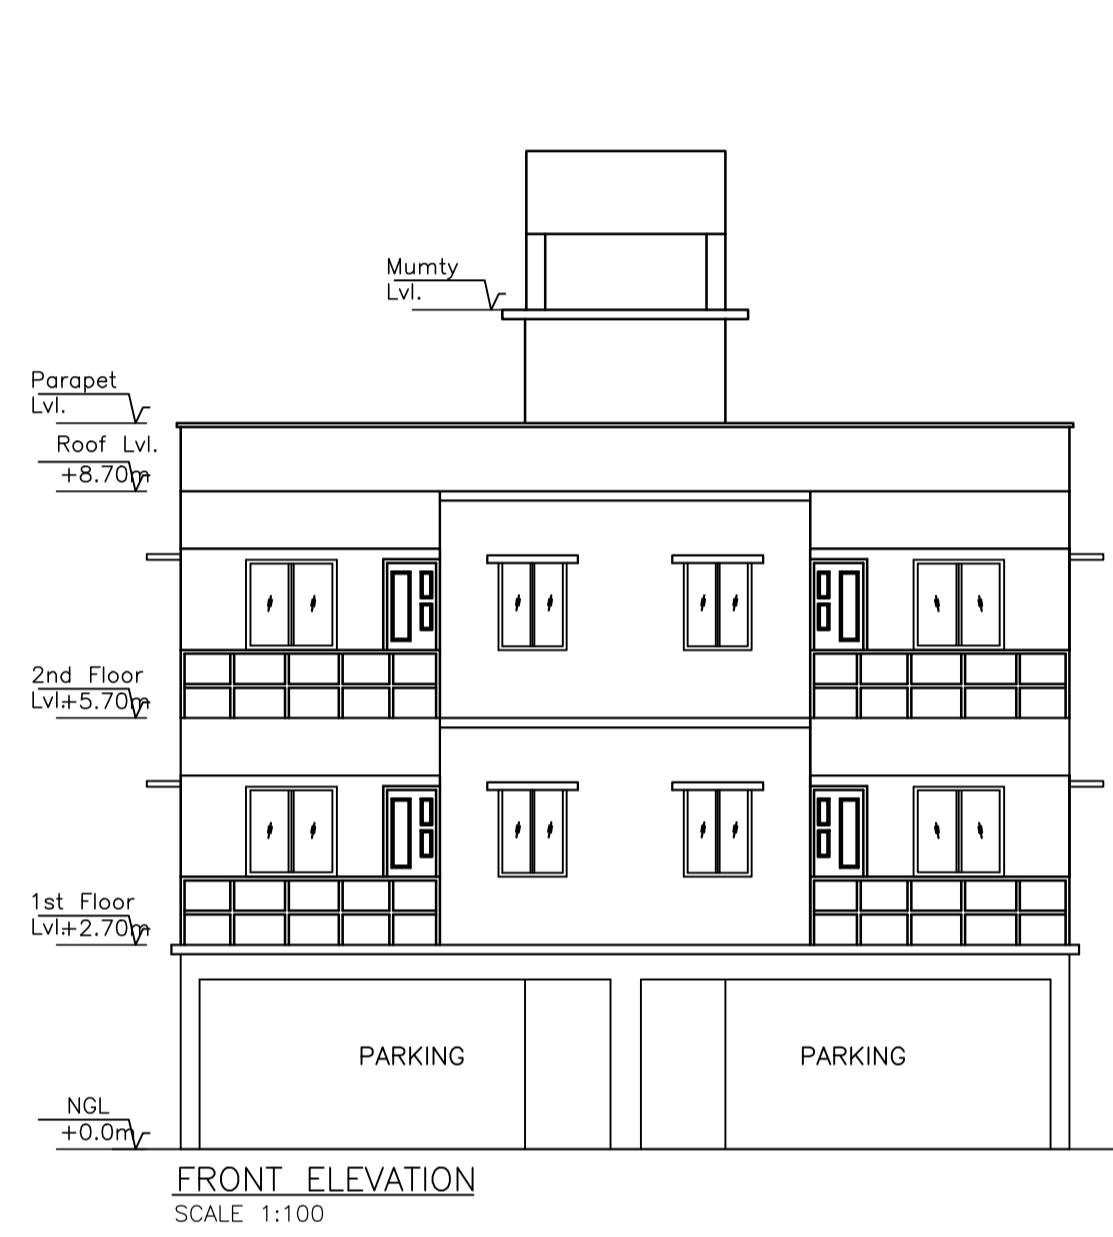 Mumty
Lvl.
Parapet
Lvl.
Roof Lvl.
+8.70m
2nd Floor
Lvl+5.70m
1st Floor
Lvl+2.70m
PARKING PARKING
NGL
+0.0m
FRONT ELEVATION
SCALE 1:100